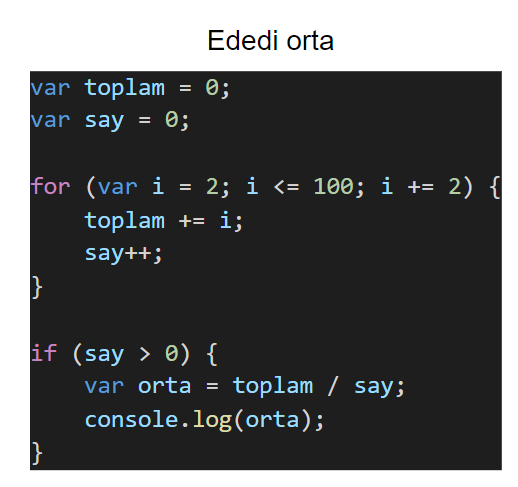 Ededi orta
var toplam = 0;
var say = 0;
for (var i = 2; i <= 100; i += 2) {
    toplam += i;
    say++;
}
if (say > 0) {
    var orta = toplam / say;
    console.log(orta);
}